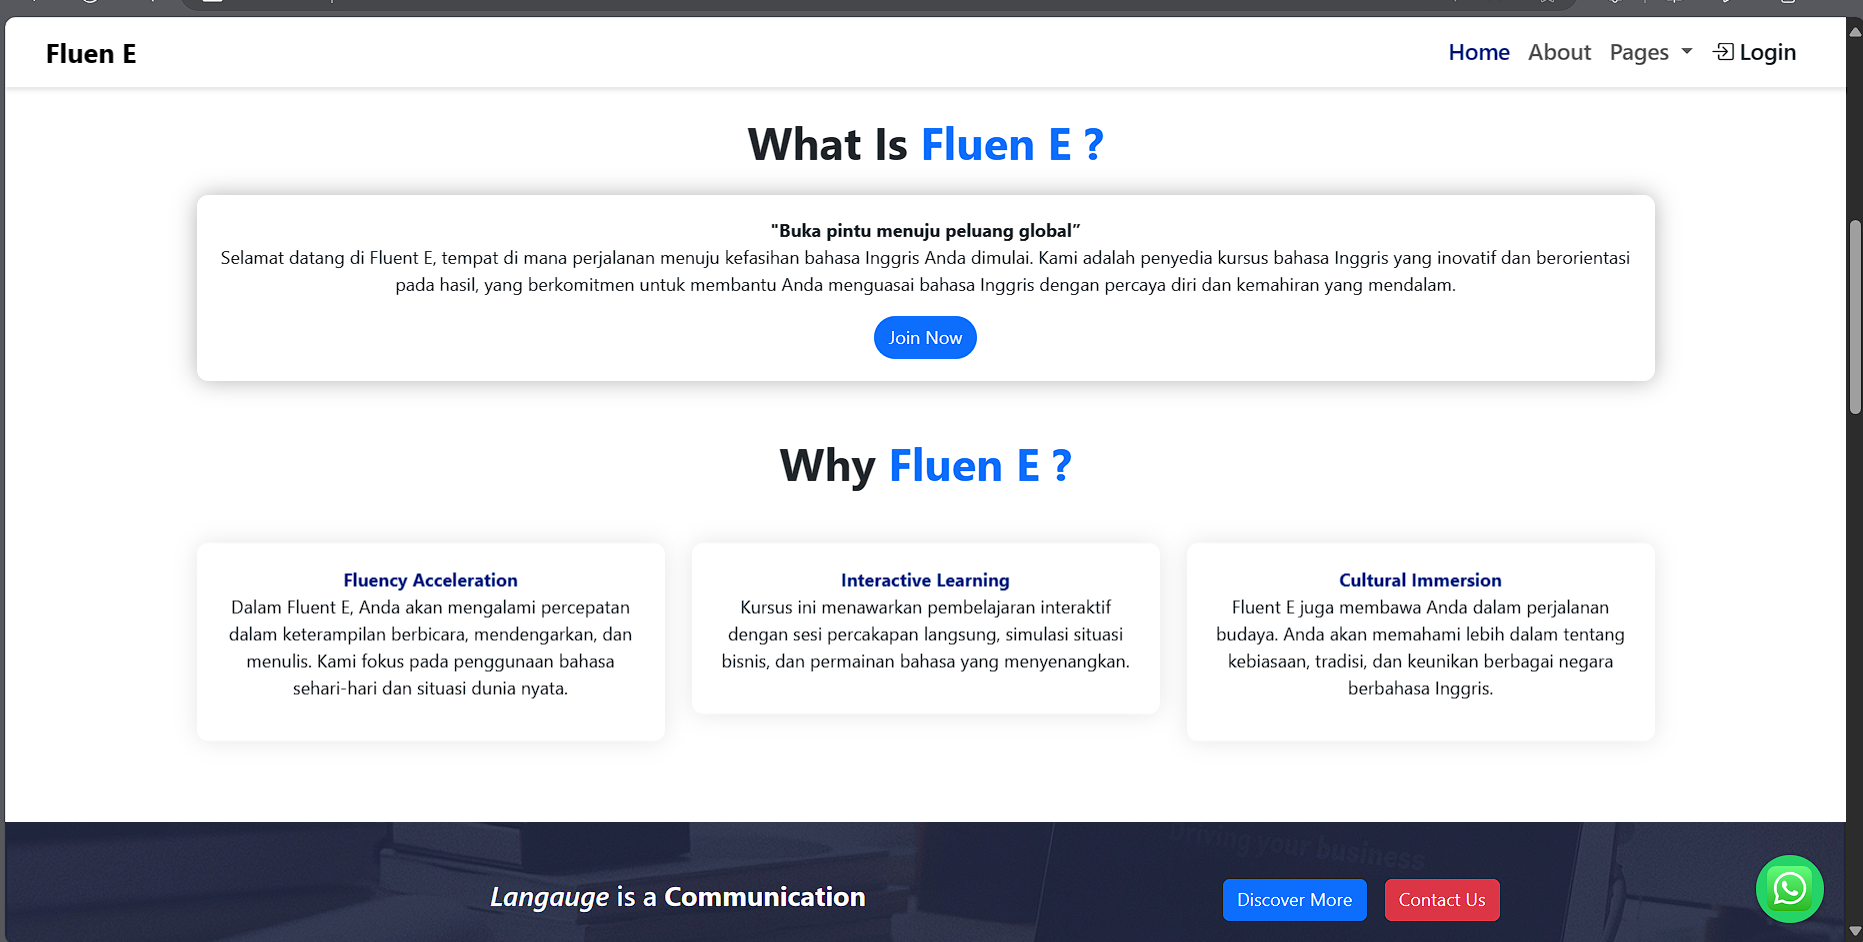 Fluen E
Home About Pages Login
What Is Fluen E ?
"Buka pintu menuju peluang global”
Selamat datang di Fluent E, tempat di mana perjalanan menuju kefasihan bahasa Inggris Anda dimulai. Kami adalah penyedia kursus bahasa Inggris yang inovatif dan berorientasi
pada hasil, yang berkomitmen untuk membantu Anda menguasai bahasa Inggris dengan percaya diri dan kemahiran yang mendalam.
Join Now
Why Fluen E ?
Fluency Acceleration
Dalam Fluent E, Anda akan mengalami percepatan
dalam keterampilan berbicara, mendengarkan, dan
menulis. Kami fokus pada penggunaan bahasa
sehari-hari dan situasi dunia nyata.
Interactive Learning
Kursus ini menawarkan pembelajaran interaktif
dengan sesi percakapan langsung, simulasi situasi
bisnis, dan permainan bahasa yang menyenangkan.
Cultural Immersion
Fluent E juga membawa Anda dalam perjalanan
budaya. Anda akan memahami lebih dalam tentang
kebiasaan, tradisi, dan keunikan berbagai negara
berbahasa Inggris.
Driving your business
Langauge is a Communication
Discover More
Contact Us